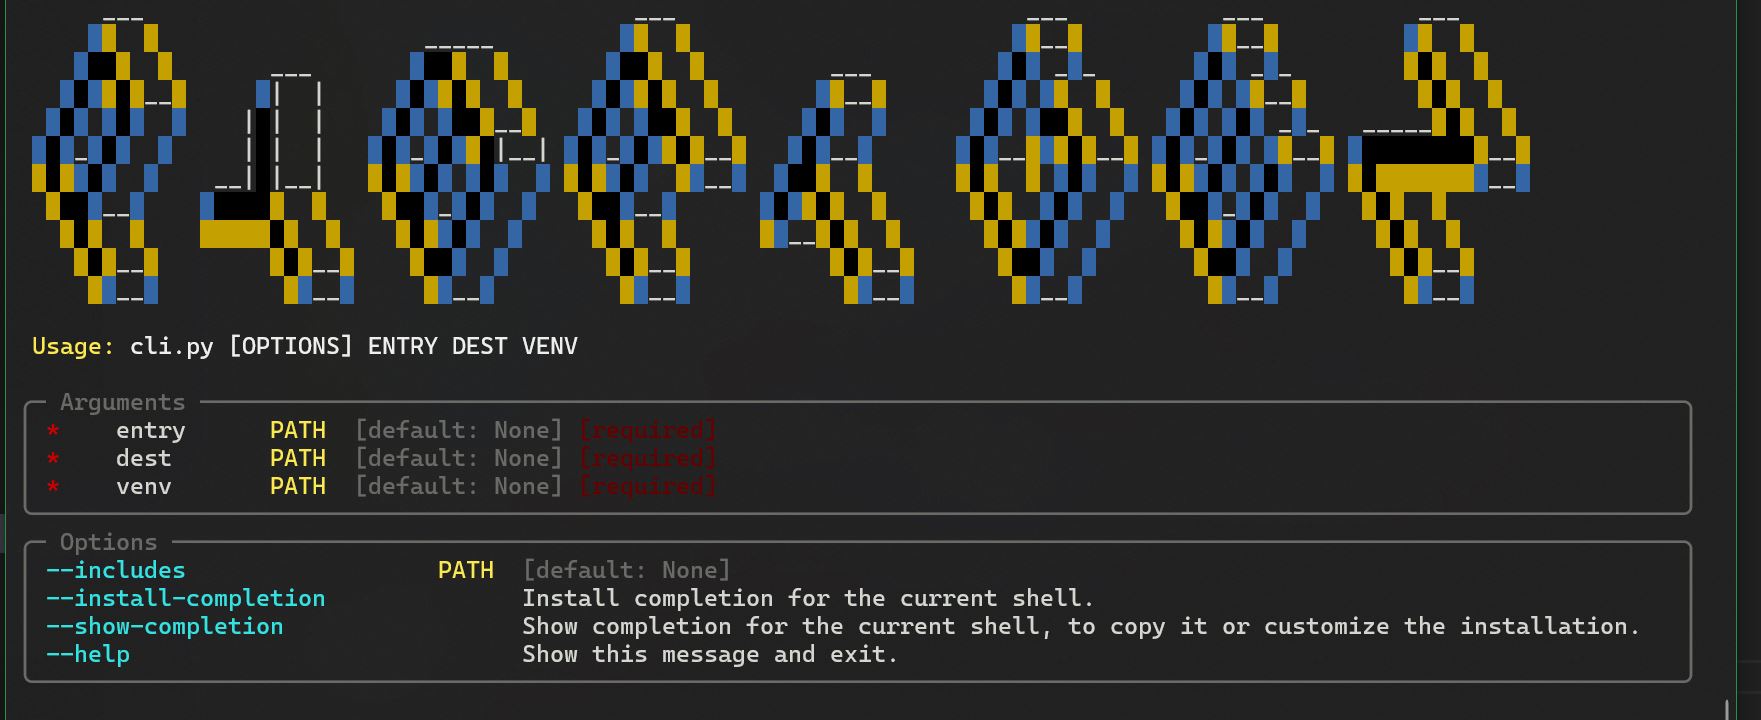 Usage: cli.py [OPTIONS] ENTRY DEST VENV
Arguments
* entry PATH [default: None] [required]
* dest PATH [default: None] [required]
* venv PATH [default: None] [required]
Options
--includes PATH [default: None]
--install-completion Install completion for the current shell.
--show-completion Show completion for the current shell, to copy it or customize the installation.
--help Show this message and exit.